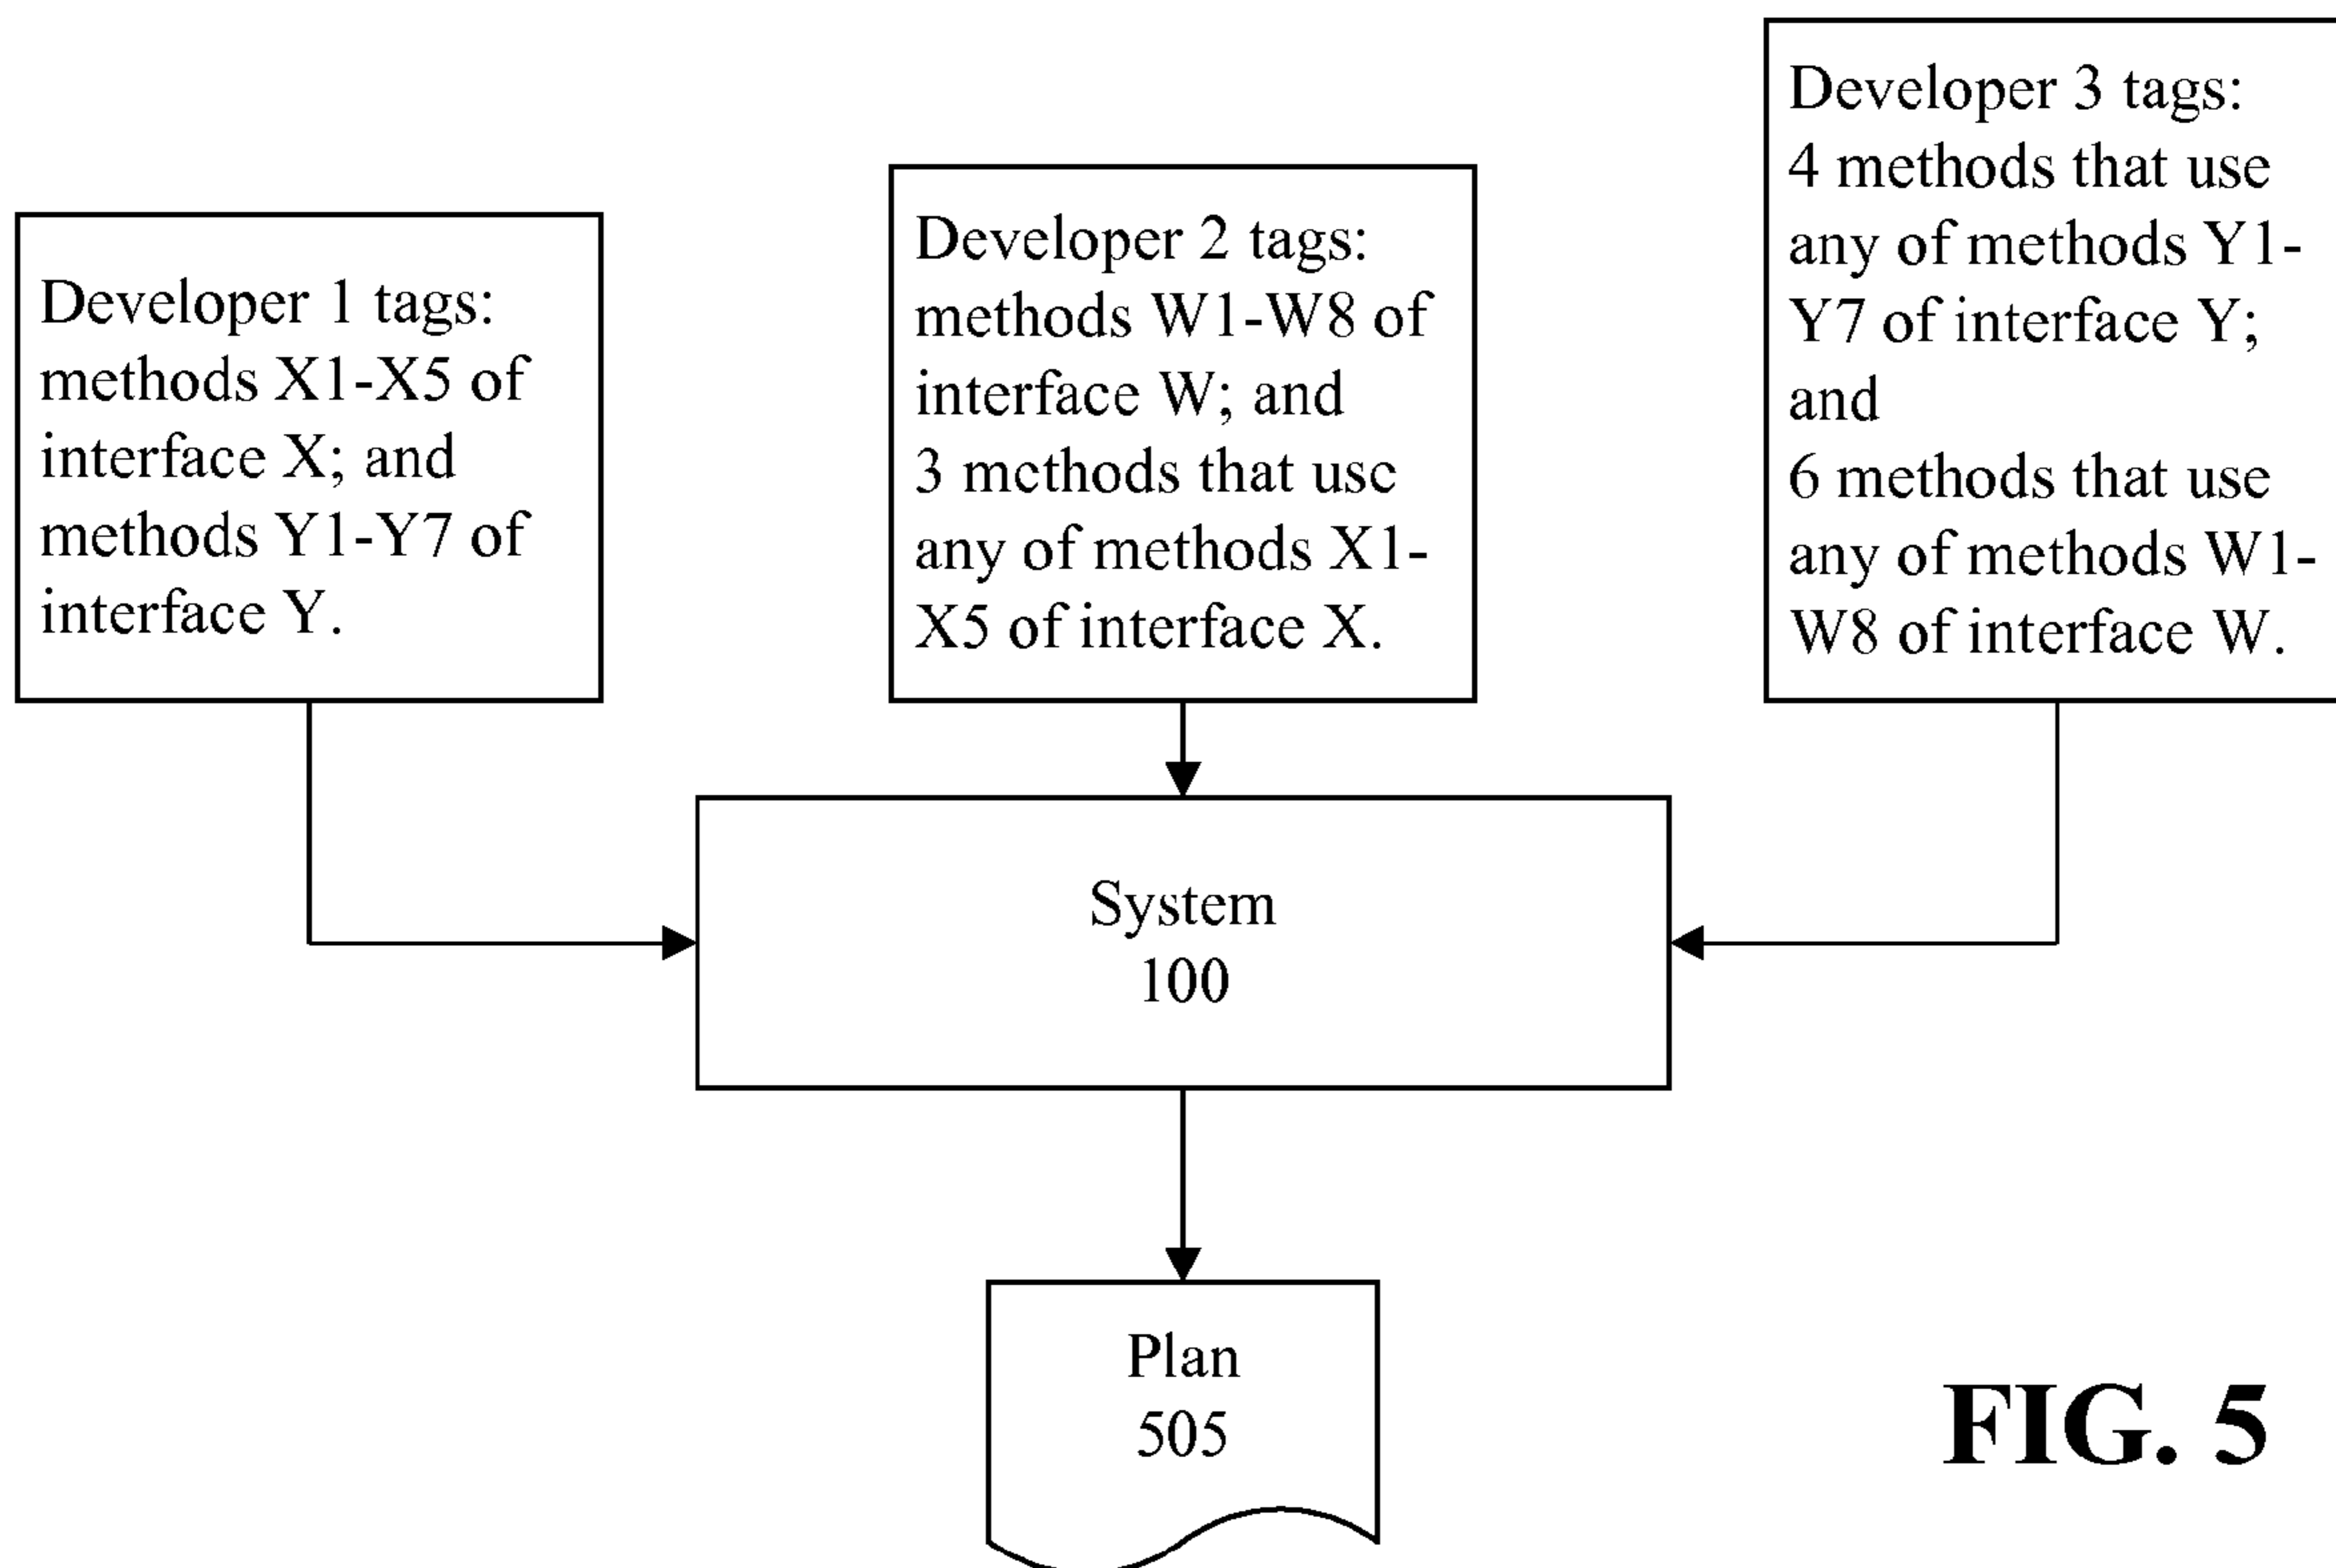 Developer 1 tags:
methods X1-X5 of
interface X; and
methods Y1-Y7 of
interface Y.
Developer 2 tags:
methods W1-W8 of
interface W; and
3 methods that use
any of methods X1-
X5 of interface X.
Developer 3 tags:
4 methods that use
any of methods Y1-
Y7 of interface Y;
and
6 methods that use
any of methods W1-
W8 of interface W.
System
100
Plan
505
FIG. 5